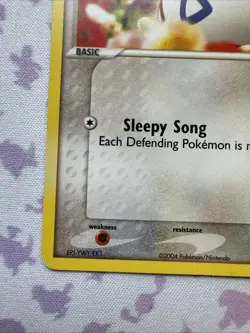 BASIC
Sleepy Song
Each Defending Pokémon is
weakness
resistance
©2004 Pokémon/Nintendo